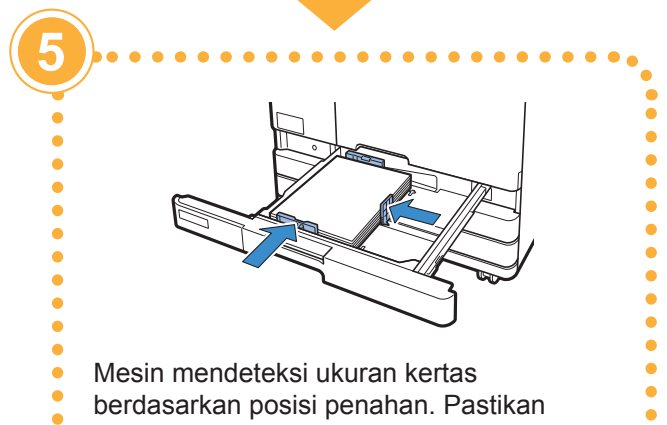 5
Mesin mendeteksi ukuran kertas
berdasarkan posisi penahan. Pastikan